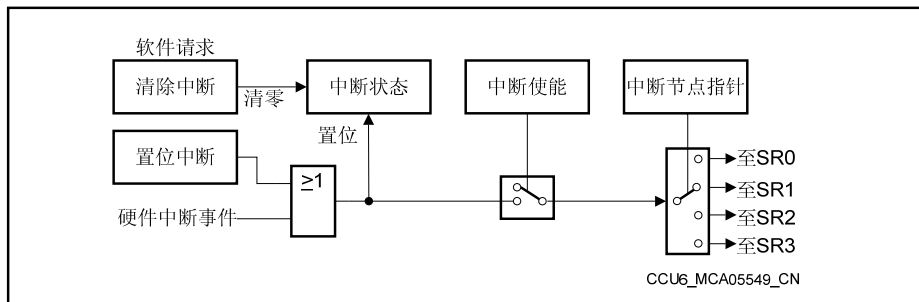 软件请求
清除中断
清零
中断状态
中断使能
中断节点指针
置位
置位中断
≥1
硬件中断事件
至SR0
至SR1
至SR2
至SR3
CCU6_MCA05549_CN